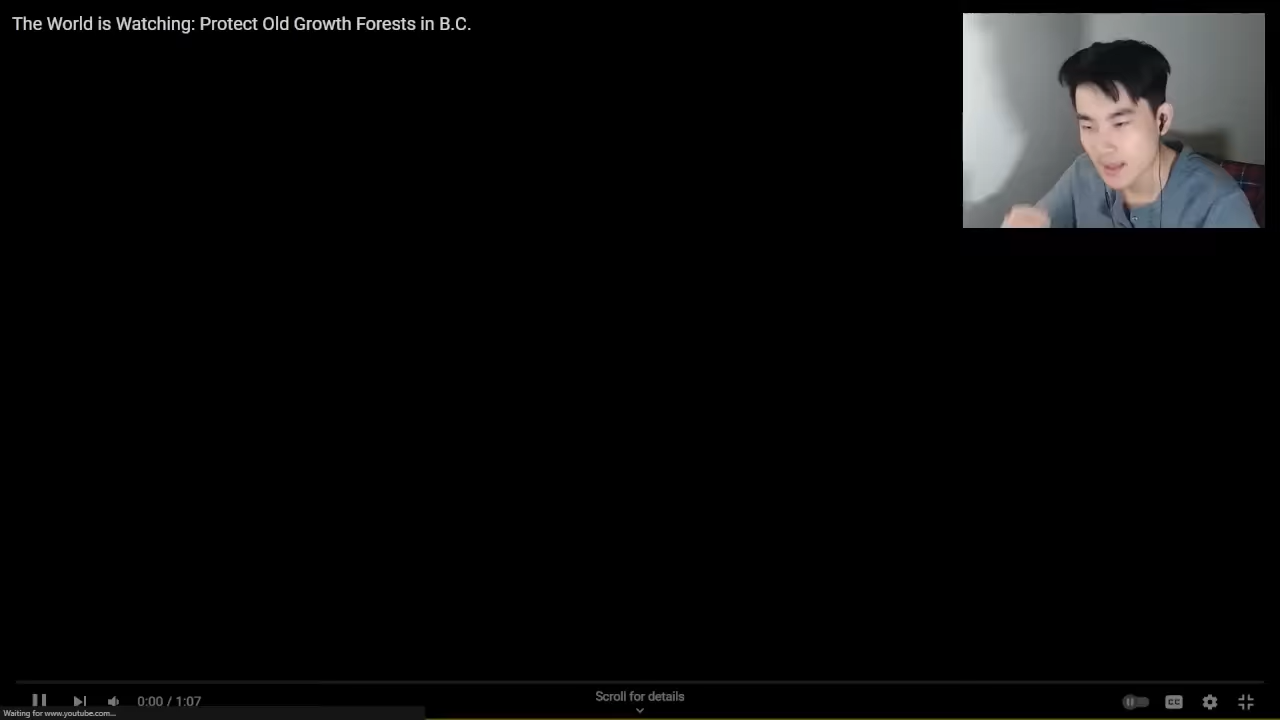 The World is Watching: Protect Old Growth Forests in B.C.
Scroll for details
0:00 / 1:07
CC
Waiting for www.youtube.com...